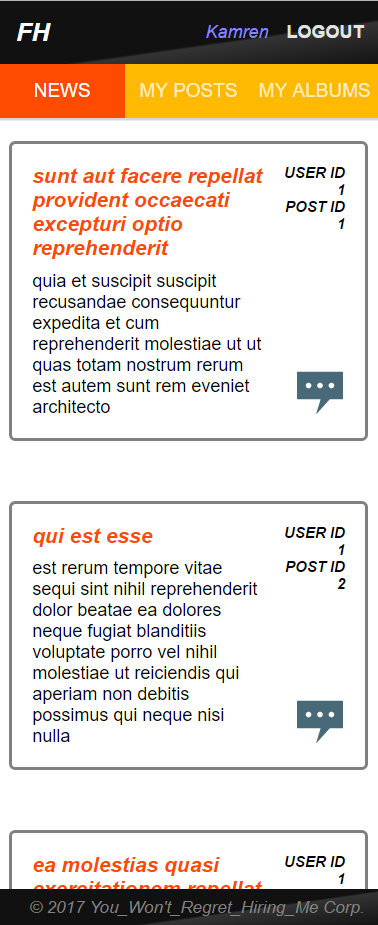 FH Kamren LOGOUT
NEWS MY POSTS MY ALBUMS
sunt aut facere repellat
provident occaecati
excepturi optio
reprehenderit
USER ID
1
POST ID
1
quia et suscipit suscipit
recusandae consequuntur
expedita et cum
reprehenderit molestiae ut ut
quas totam nostrum rerum
est autem sunt rem eveniet
architecto
qui est esse
USER ID
1
POST ID
2
est rerum tempore vitae
sequi sint nihil reprehenderit
dolor beatae ea dolores
neque fugiat blanditiis
voluptate porro vel nihil
molestiae ut reiciendis qui
aperiam non debitis
possimus qui neque nisi
nulla
ea molestias quasi
exercitationem repellat
USER ID
1
© 2017 You_Won't_Regret_Hiring_Me Corp.